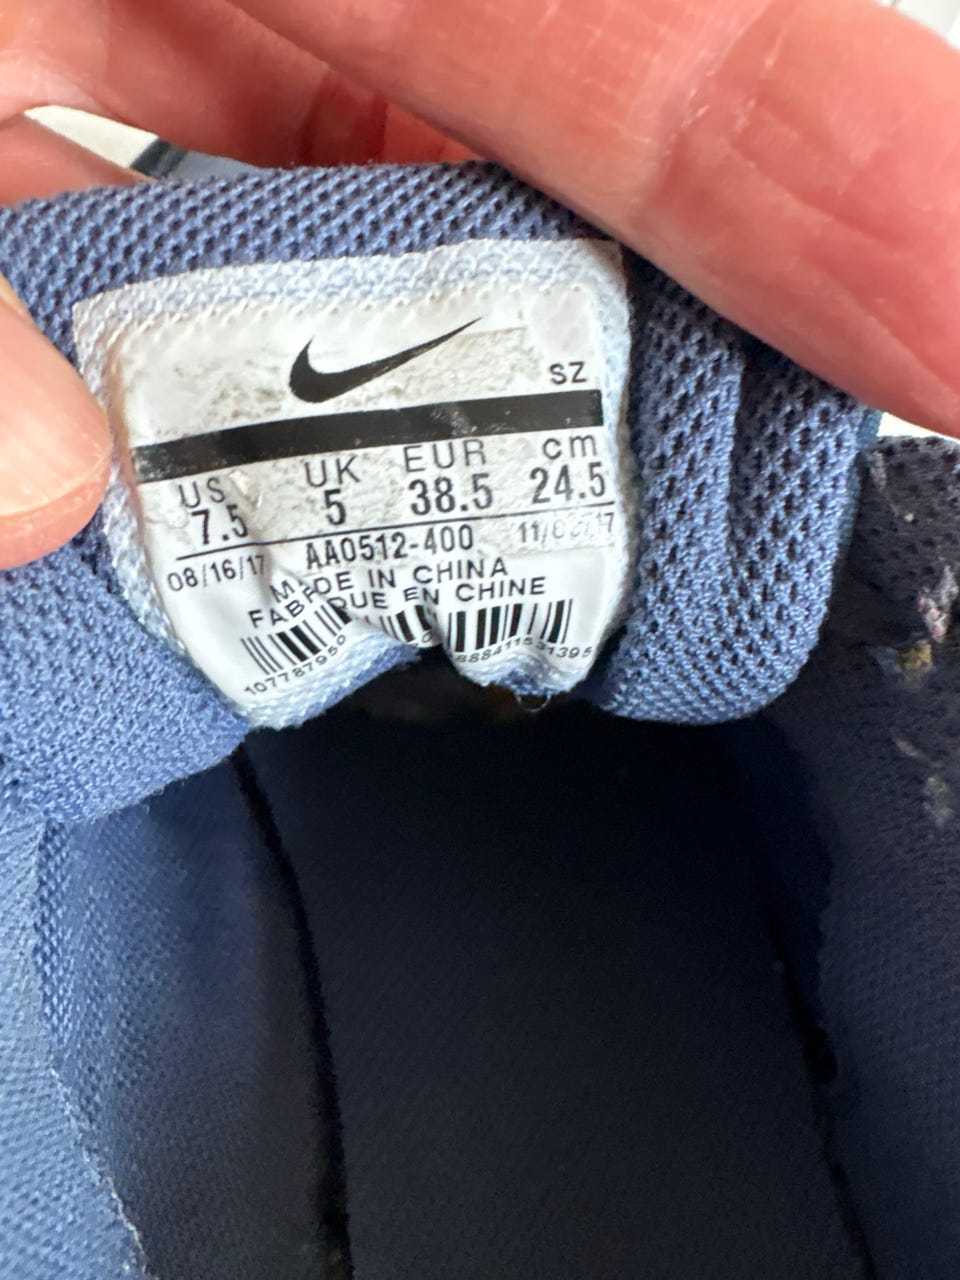 SZ
US UK EUR cm
7.5 5 38.5 24.5
08/16/17 AA0512-400
MADE IN CHINA
EN CHINE